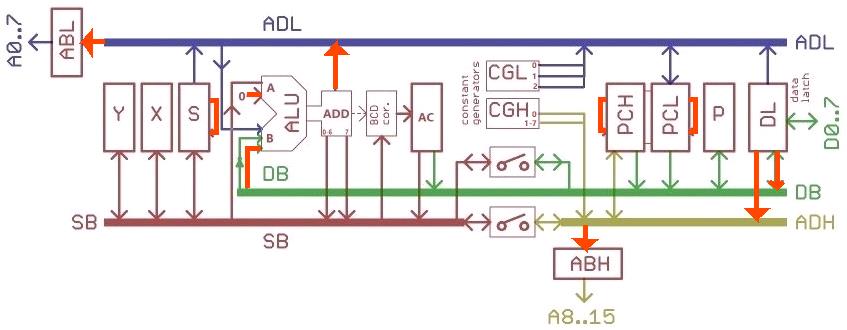 ADL
A0..7
ABL
ADL
CGL
0
1
2
constant
generators
CGH
0
1-7
Y
X
S
0
A
B
ALU
ADD
0-6
7
BCD
cor.
AC
PCH
PCL
P
DL
data
latch
D0..7
DB
DB
SB
ADH
SB
ABH
A8..15